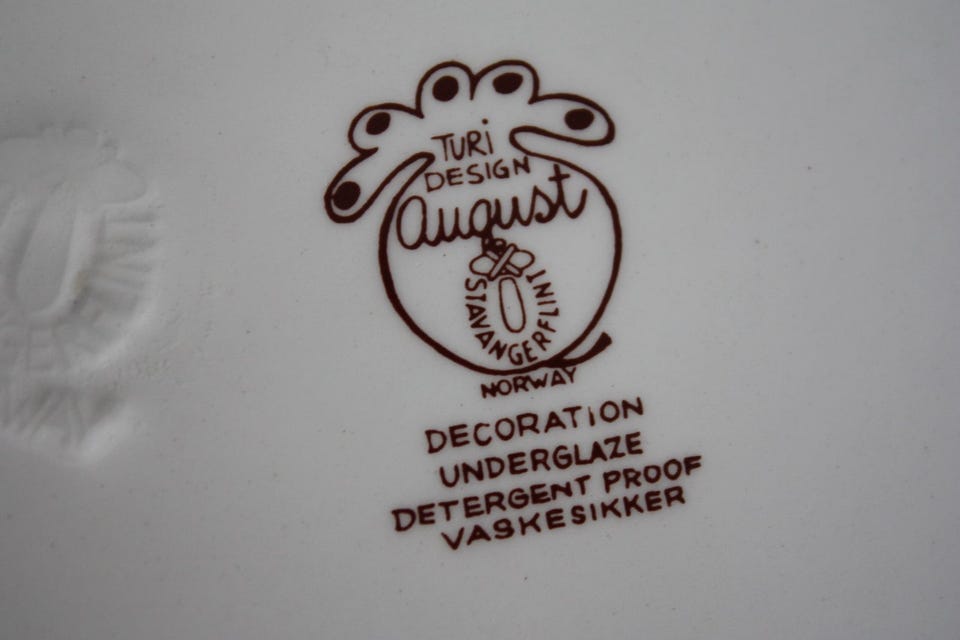 TURi
DESIGN
August
STAVANGERFLINT
NORWAY
DECORATiON
UNDERGLAZE
DETERGENT PROOF
VASKESIKKER